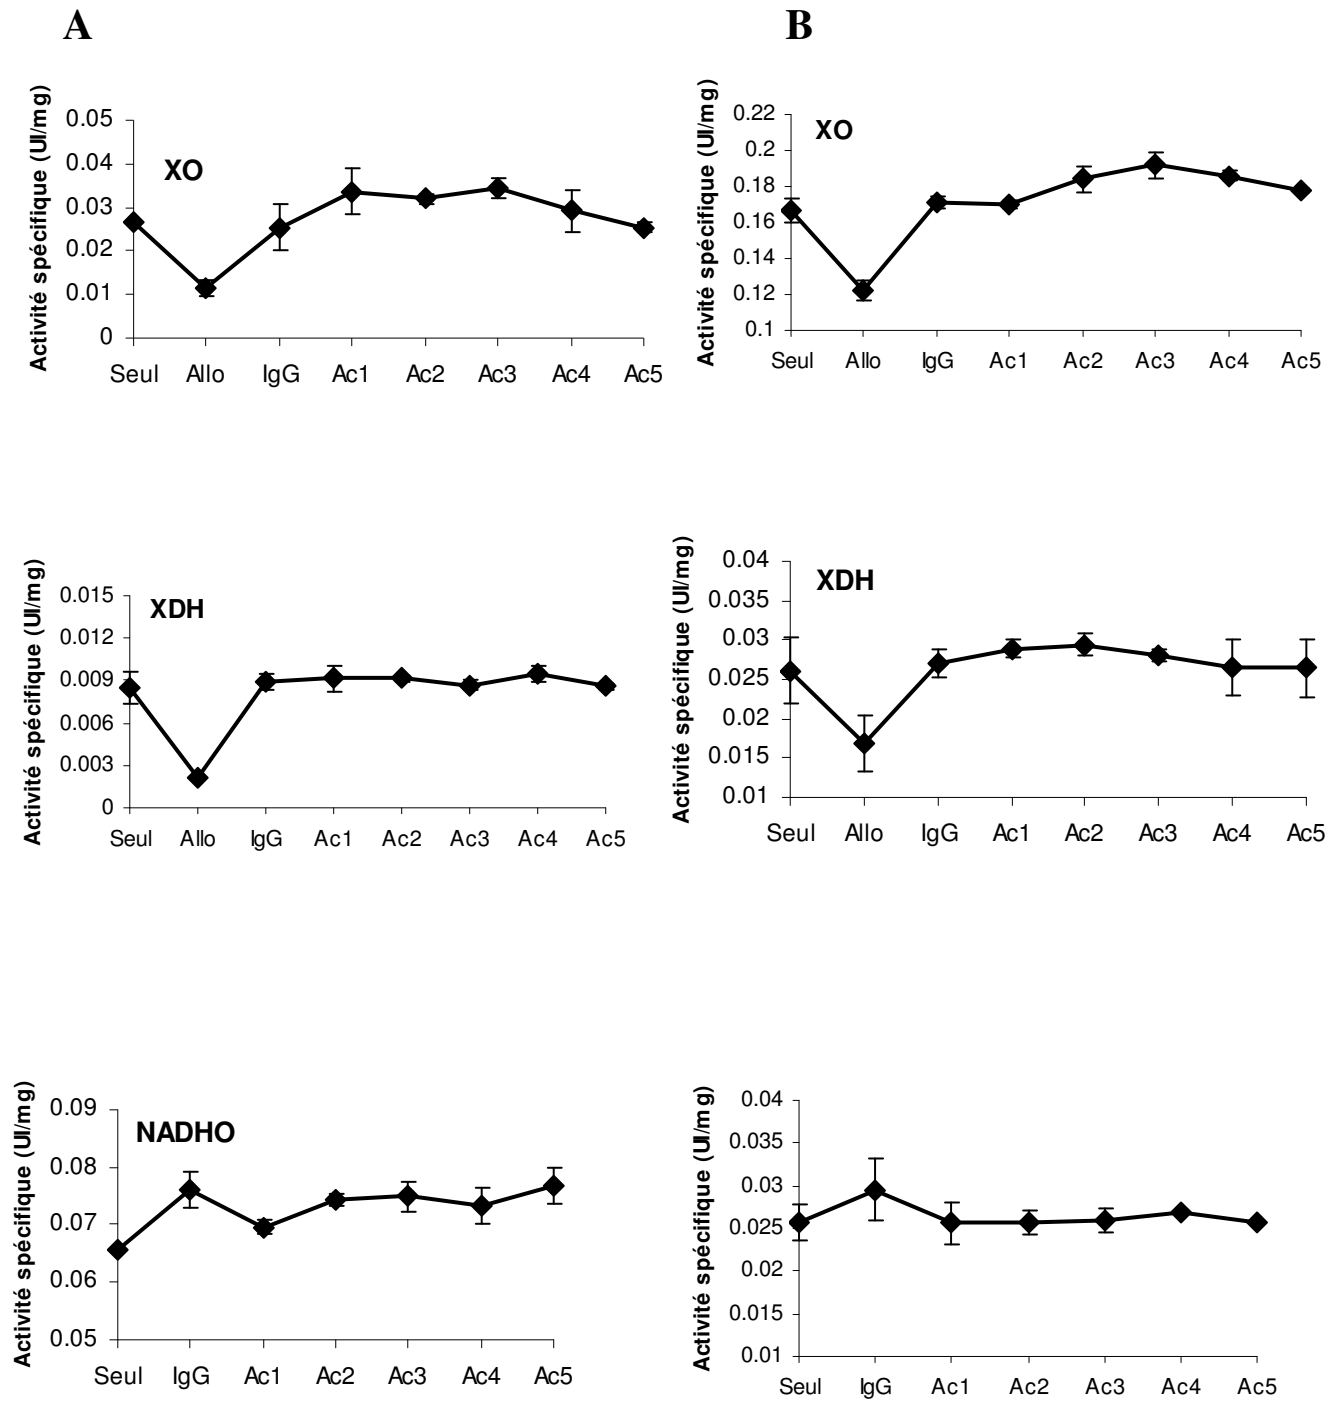 A
B
Activité spécifique (UI/mg)
0.05
0.04
0.03
0.02
0.01
0
XO
Seul Allo IgG Ac1 Ac2 Ac3 Ac4 Ac5
Activité spécifique (UI/mg)
0.22
0.2
0.18
0.16
0.14
0.12
0.1
XO
Seul Allo IgG Ac1 Ac2 Ac3 Ac4 Ac5
Activité spécifique (UI/mg)
0.015
0.012
0.009
0.006
0.003
0
XDH
Seul Allo IgG Ac1 Ac2 Ac3 Ac4 Ac5
Activité spécifique (UI/mg)
0.04
0.035
0.03
0.025
0.02
0.015
0.01
XDH
Seul Allo IgG Ac1 Ac2 Ac3 Ac4 Ac5
Activité spécifique (UI/mg)
0.09
0.08
0.07
0.06
0.05
NADHO
Seul IgG Ac1 Ac2 Ac3 Ac4 Ac5
Activité spécifique (UI/mg)
0.04
0.035
0.03
0.025
0.02
0.015
0.01
Seul IgG Ac1 Ac2 Ac3 Ac4 Ac5